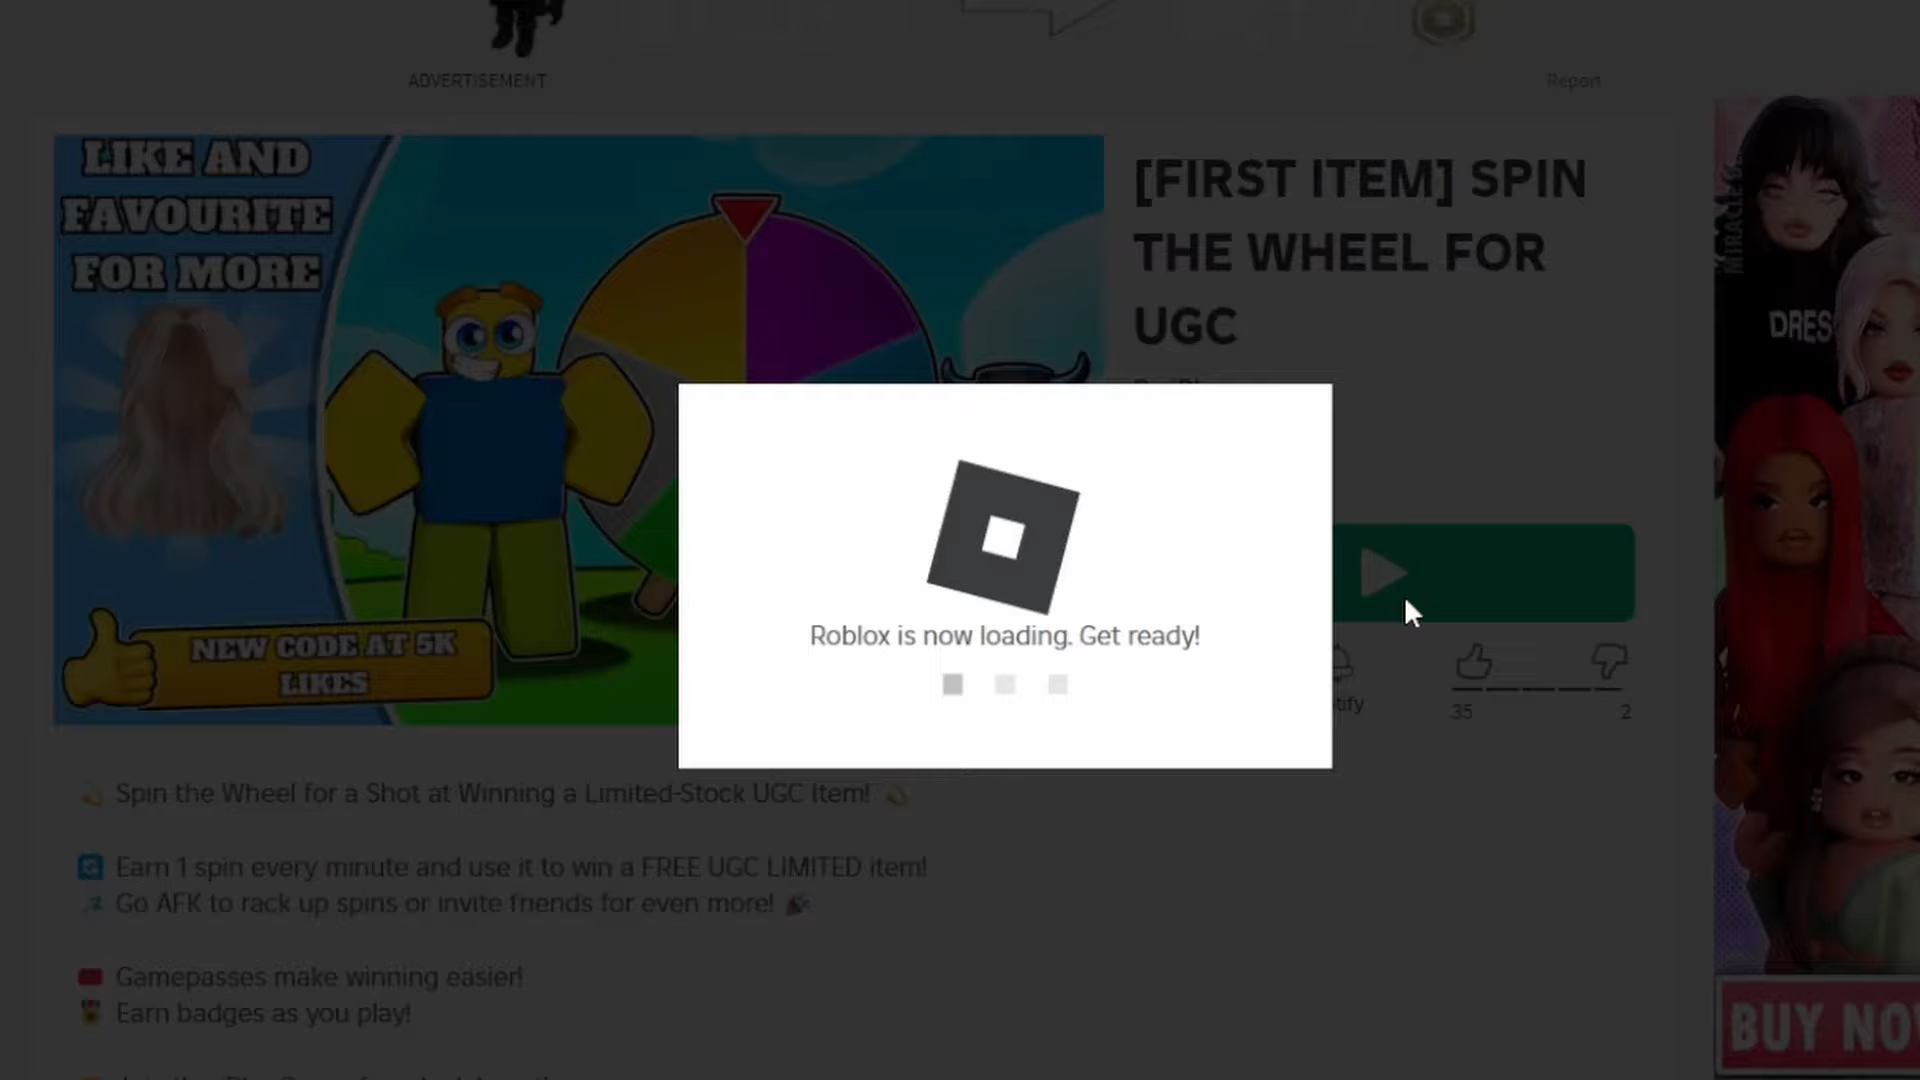 ADVERTISEMENT
Report
LIKE AND
FAVOURITE
FOR MORE
NEW CODE AT 5K
LIKES
[FIRST ITEM] SPIN
THE WHEEL FOR
UGC
Roblox is now loading. Get ready!
tify
35
2
Spin the Wheel for a Shot at Winning a Limited-Stock UGC Item!
Earn 1 spin every minute and use it to win a FREE UGC LIMITED item!
Go AFK to rack up spins or invite friends for even more!
Gamepasses make winning easier!
Earn badges as you play!
DRES
BUY NO